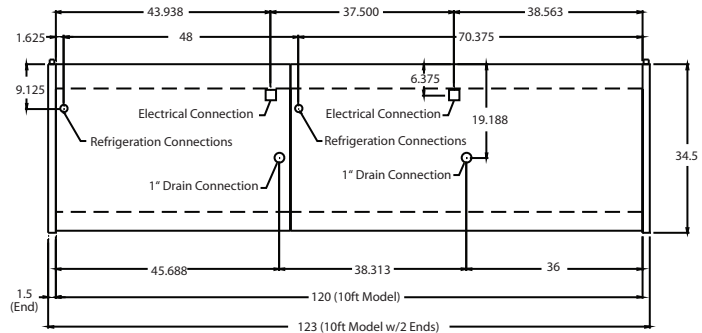 43.938
37.500
38.563
1.625
48
70.375
9.125
6.375
Electrical Connection
Electrical Connection
19.188
Refrigeration Connections
Refrigeration Connections
34.5
1" Drain Connection
1" Drain Connection
45.688
38.313
36
1.5
(End)
120 (10ft Model)
123 (10ft Model w/2 Ends)